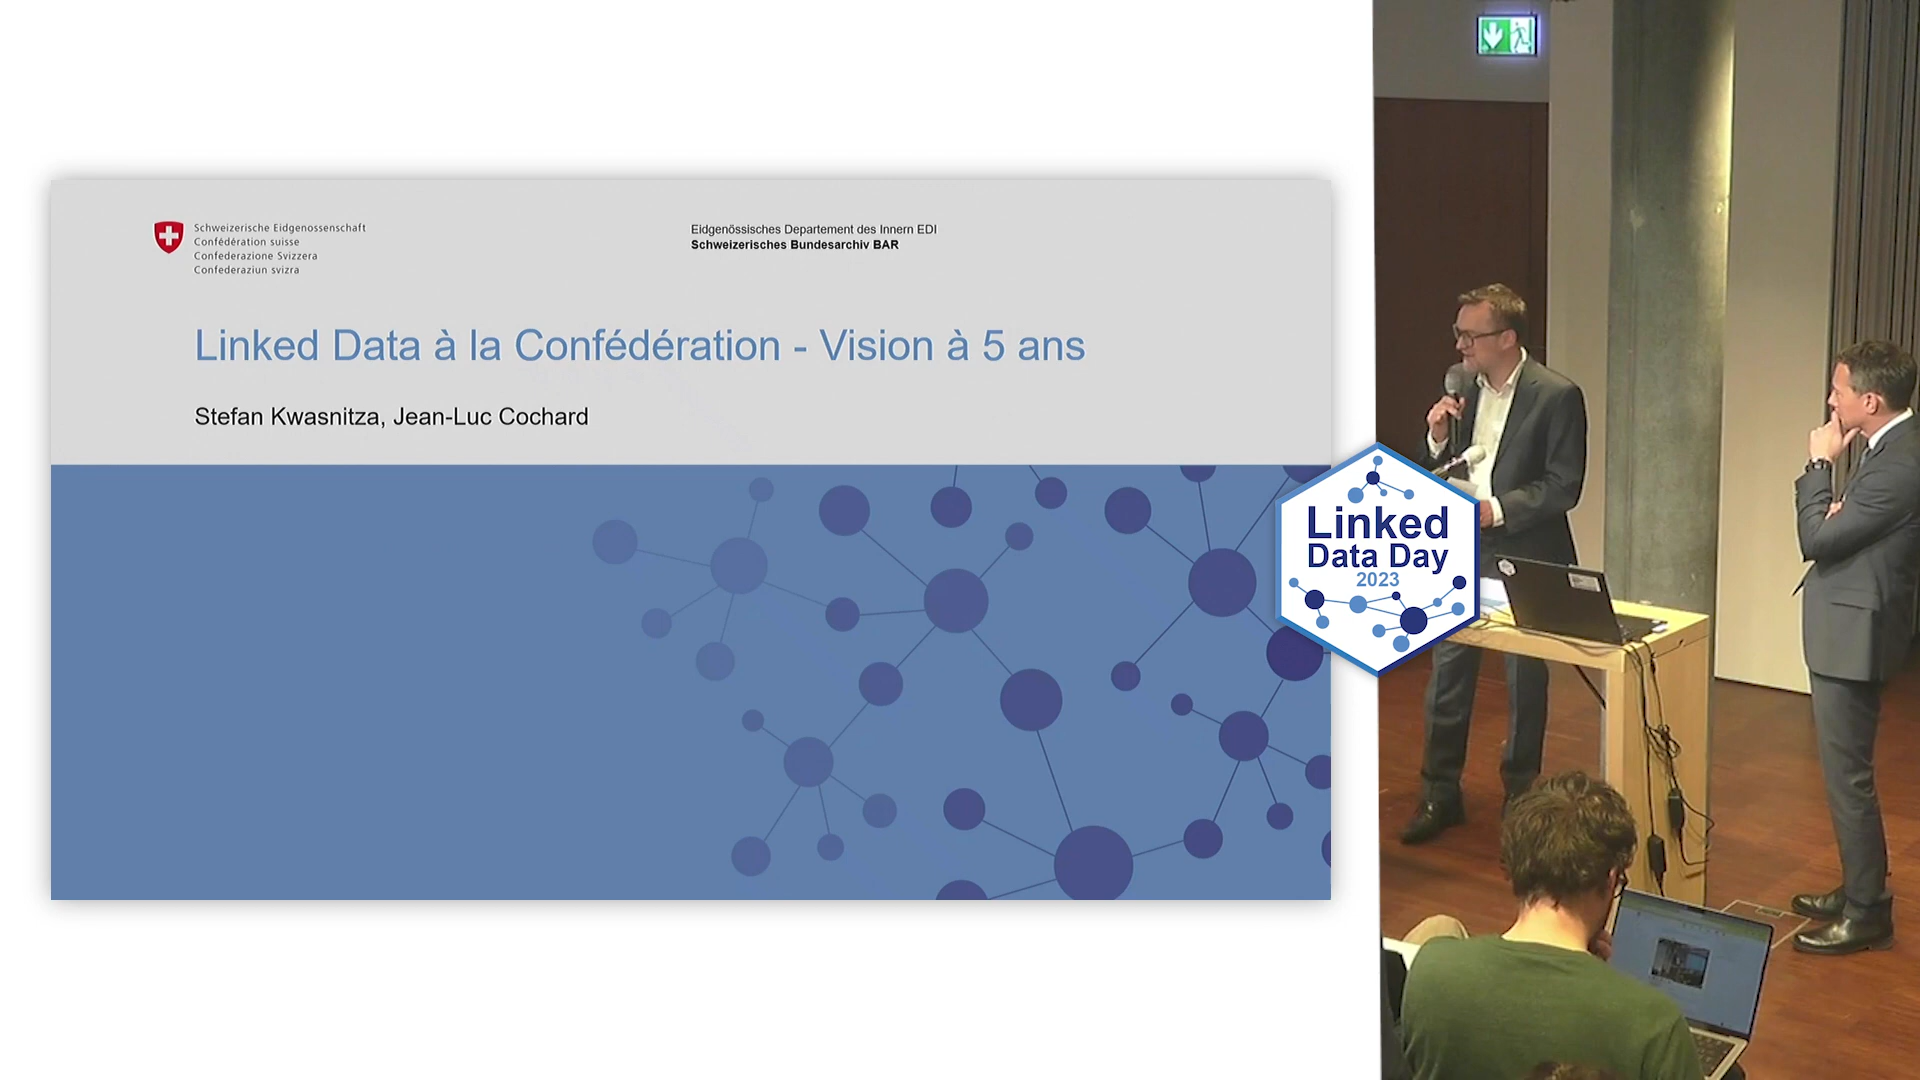 Schweizerische Eidgenossenschaft
Confédération suisse
Confederazione Svizzera
Confederaziun svizra
Eidgenössisches Departement des Innern EDI
Schweizerisches Bundesarchiv BAR
Linked Data à la Confédération - Vision à 5 ans
Stefan Kwasnitza, Jean-Luc Cochard
Linked
Data Day
2023